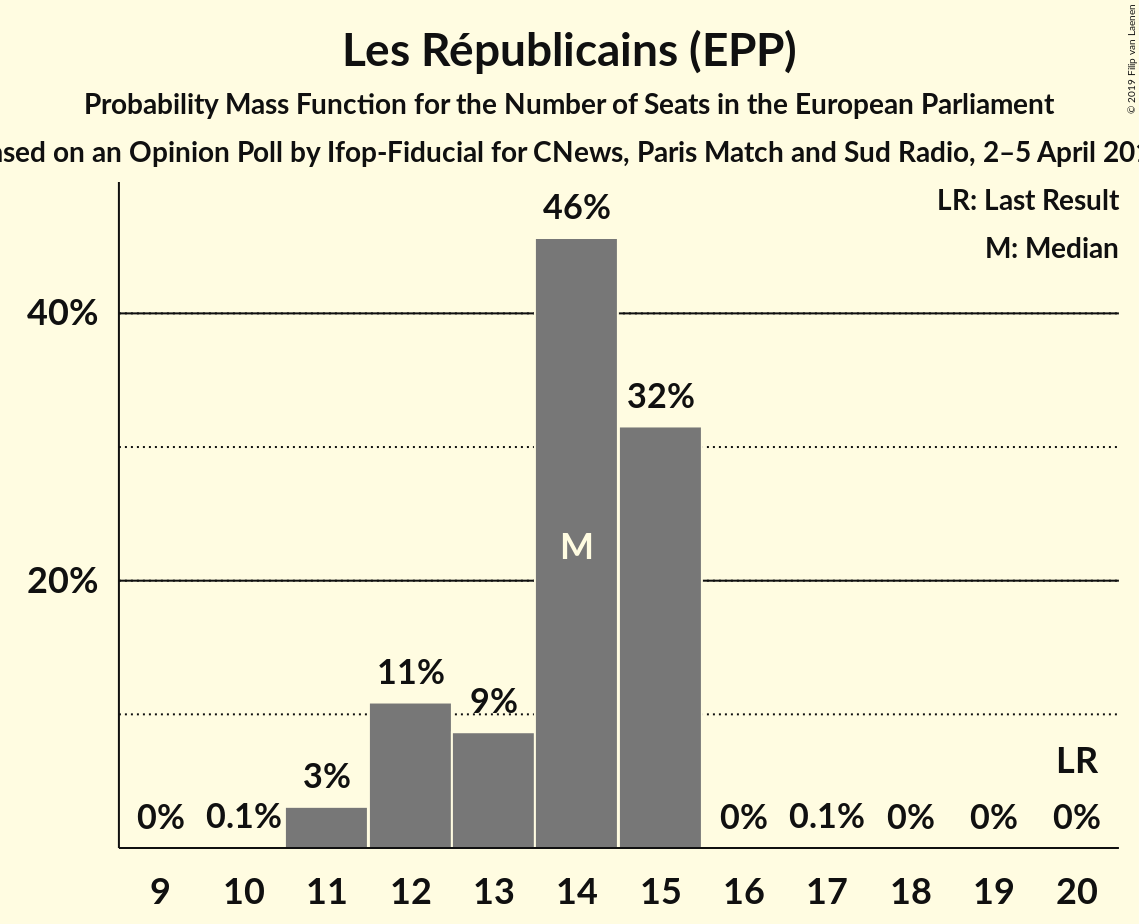 Les Républicains (EPP)
Probability Mass Function for the Number of Seats in the European Parliament
on an Opinion Poll by Ifop-Fiducial for CNews, Paris Match and Sud Radio, 2–5 April
© 2019 Filip van Laenen
LR: Last Result
M: Median
46%
40%
32%
M
20%
11%
9%
3%
LR
0% 0.1% 0% 0.1% 0% 0% 0%
9 10 11 12 13 14 15 16 17 18 19 20